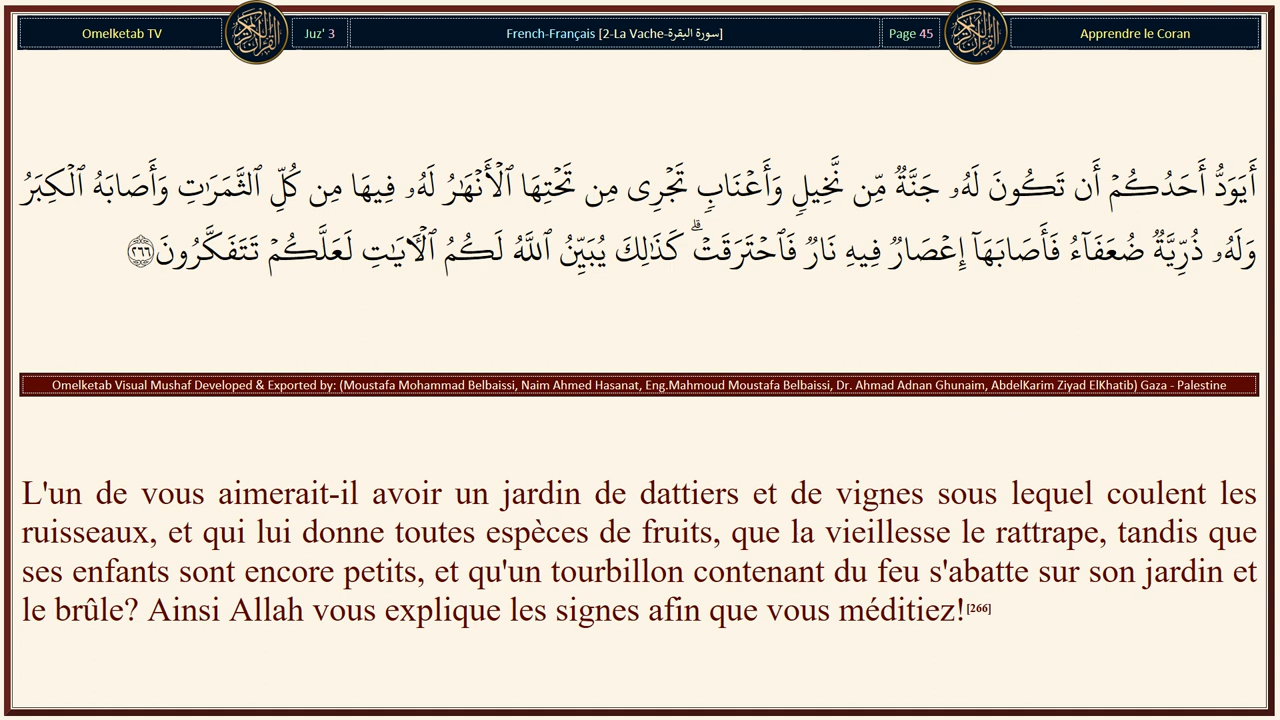 Omelketab TV
Juz' 3
French-Français [2-La Vache-سورة البقرة]
Page 45
Apprendre le Coran
أَيَوَدُّ أَحَدُكُمۡ أَن تَكُونَ لَهُۥ جَنَّةٞ مِّن نَّخِيلٖ وَأَعۡنَابٖ تَجۡرِي مِن تَحۡتِهَا ٱلۡأَنۡهَٰرُ لَهُۥ فِيهَا مِن كُلِّ ٱلثَّمَرَٰتِ وَأَصَابَهُ ٱلۡكِبَرُ
وَلَهُۥ ذُرِّيَّةٞ ضُعَفَآءُ فَأَصَابَهَآ إِعۡصَارٞ فِيهِ نَارٞ فَٱحۡتَرَقَتۡۗ كَذَٰلِكَ يُبَيِّنُ ٱللَّهُ لَكُمُ ٱلۡأٓيَٰتِ لَعَلَّكُمۡ تَتَفَكَّرُونَ ٢٦٦
Omelketab Visual Mushaf Developed & Exported by: (Moustafa Mohammad Belbaissi, Naim Ahmed Hasanat, Eng.Mahmoud Moustafa Belbaissi, Dr. Ahmad Adnan Ghunaim, AbdelKarim Ziyad ElKhatib) Gaza - Palestine
L'un de vous aimerait-il avoir un jardin de dattiers et de vignes sous lequel coulent les
ruisseaux, et qui lui donne toutes espèces de fruits, que la vieillesse le rattrape, tandis que
ses enfants sont encore petits, et qu'un tourbillon contenant du feu s'abatte sur son jardin et
le brûle? Ainsi Allah vous explique les signes afin que vous méditiez![266]